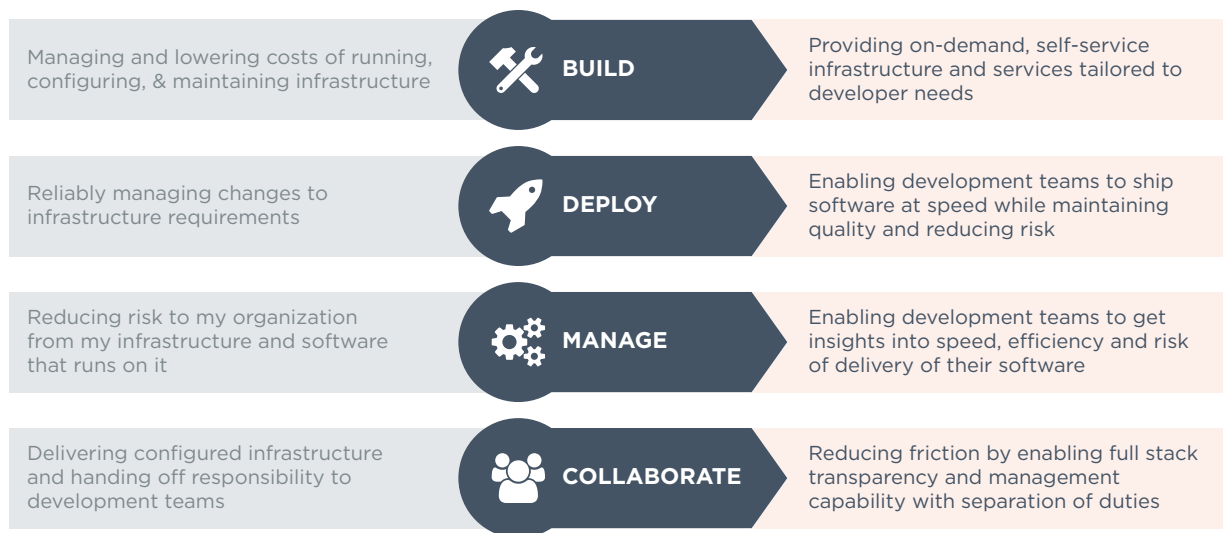 Managing and lowering costs of running,
configuring, & maintaining infrastructure
BUILD
Providing on-demand, self-service
infrastructure and services tailored to
developer needs
Reliably managing changes to
infrastructure requirements
DEPLOY
Enabling development teams to ship
software at speed while maintaining
quality and reducing risk
Reducing risk to my organization
from my infrastructure and software
that runs on it
MANAGE
Enabling development teams to get
insights into speed, efficiency and risk
of delivery of their software
Delivering configured infrastructure
and handing off responsibility to
development teams
COLLABORATE
Reducing friction by enabling full stack
transparency and management
capability with separation of duties